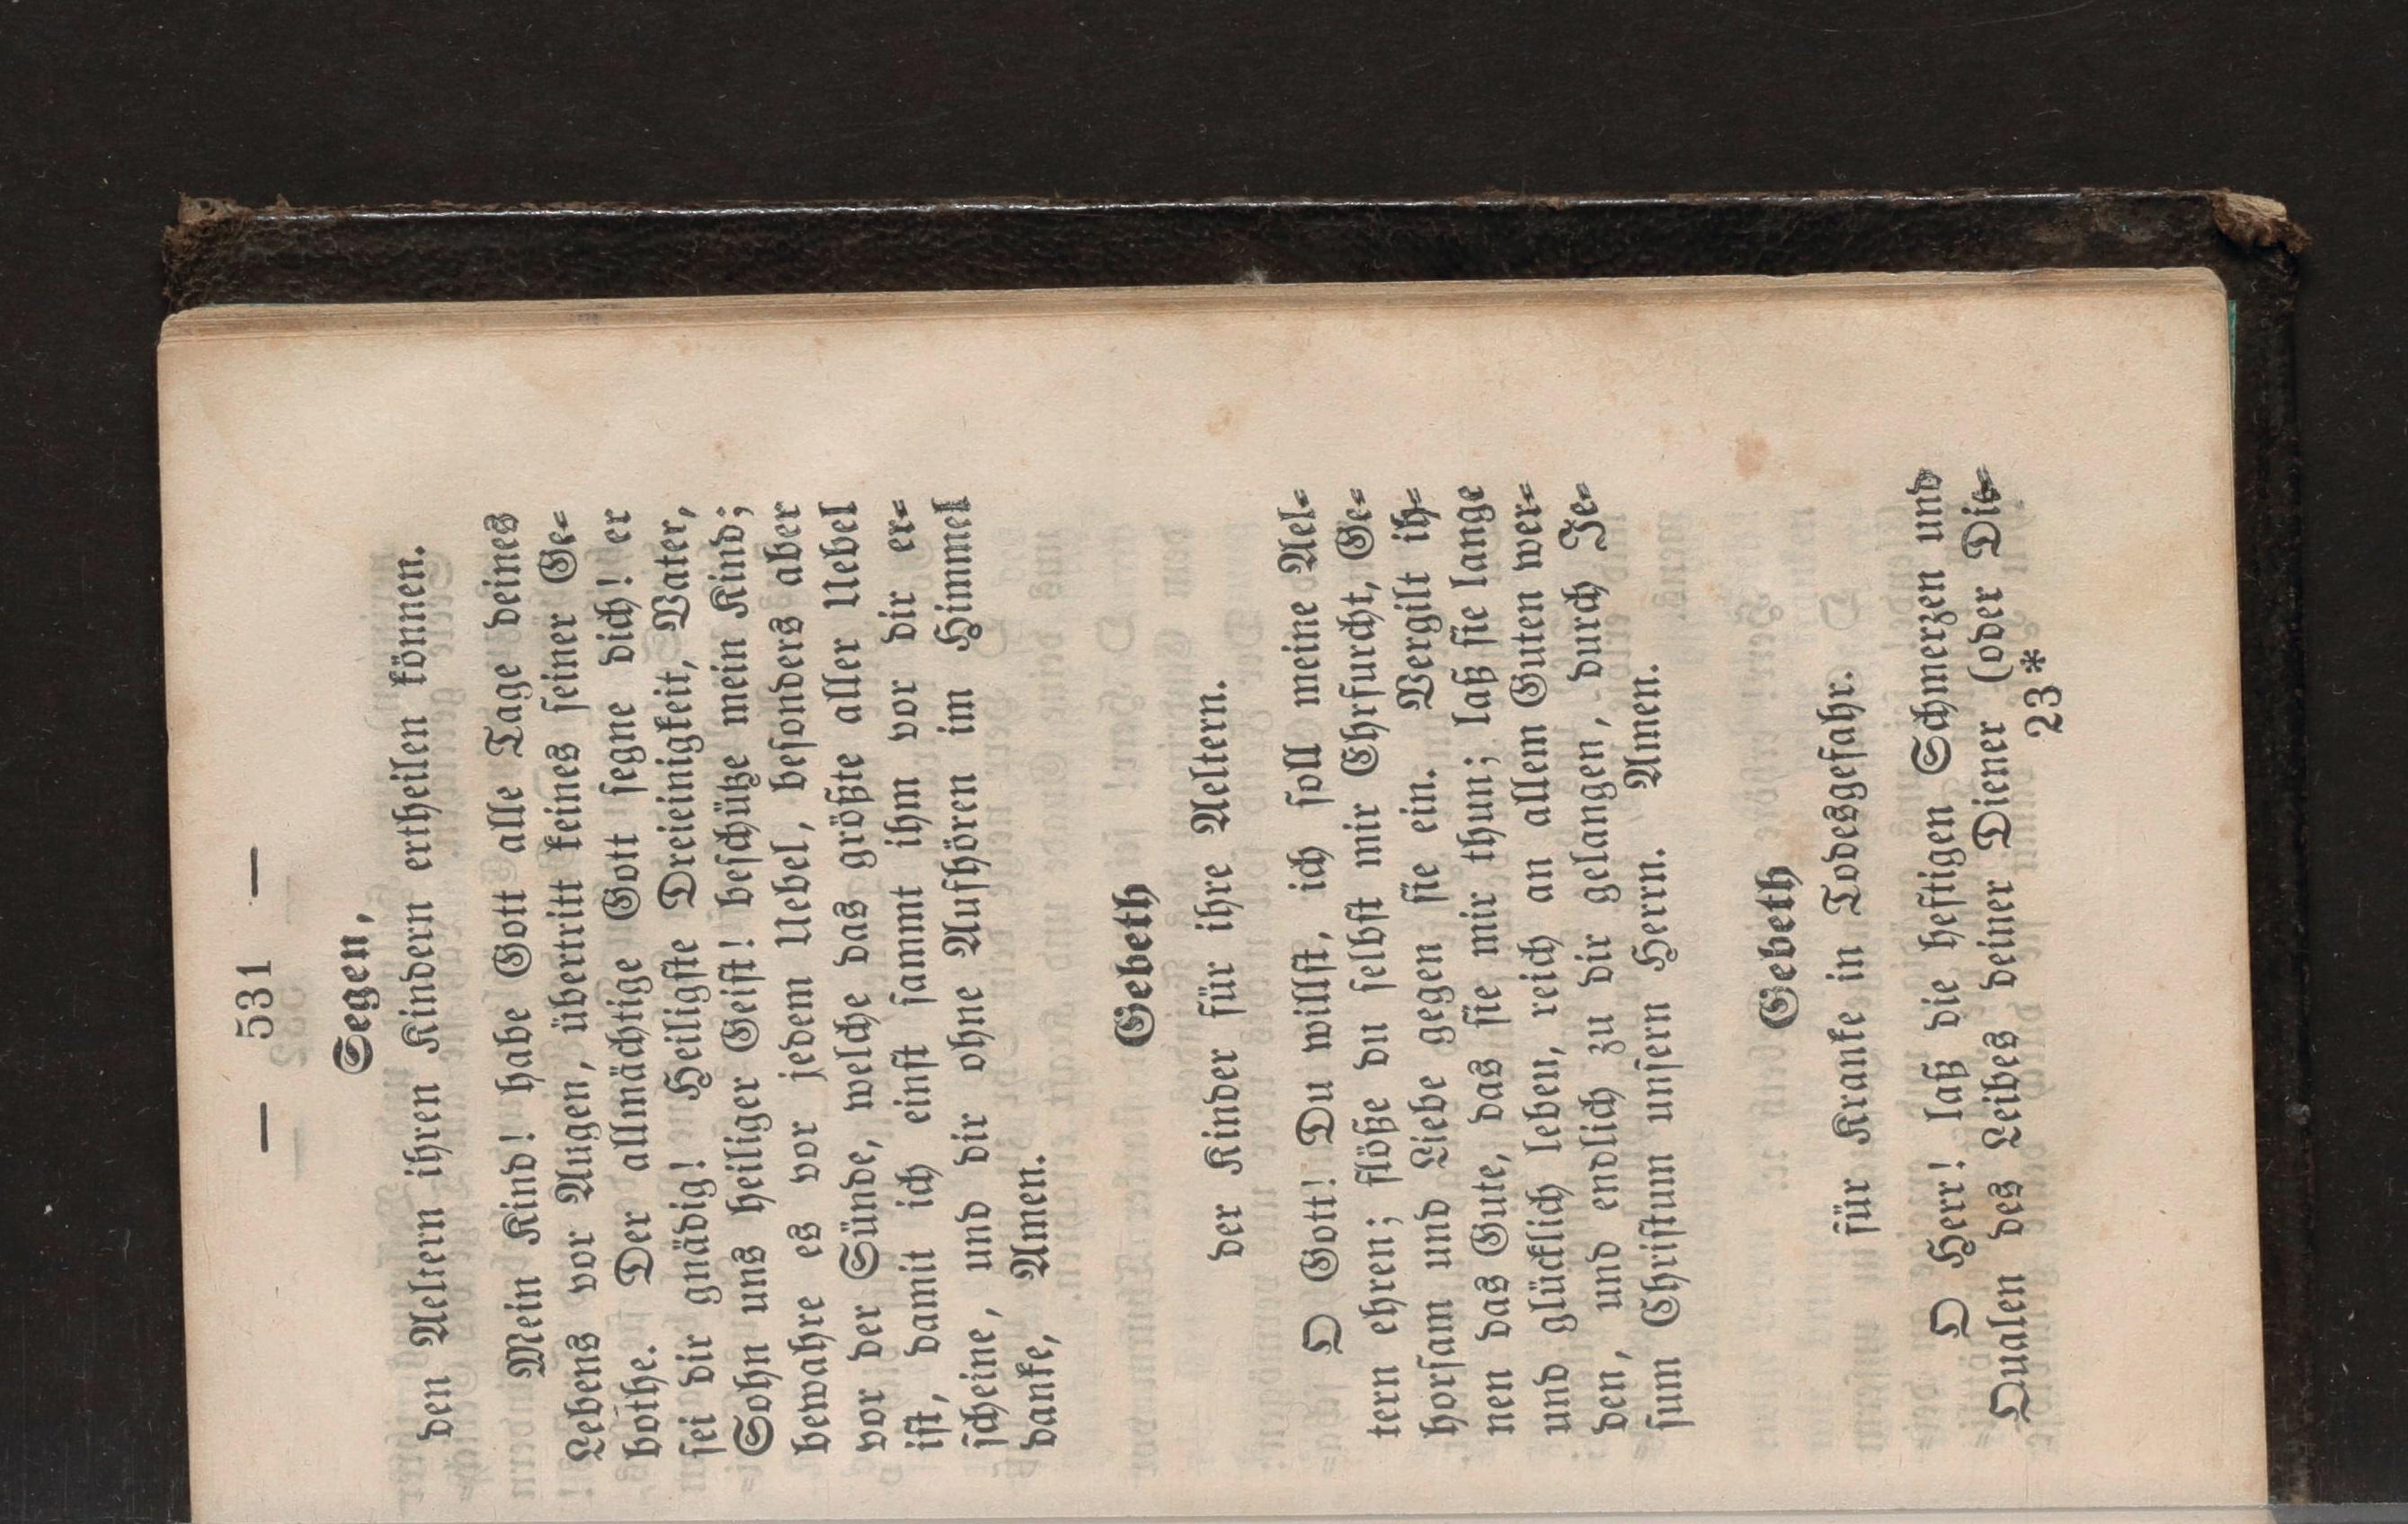 — 531 —
Segen,
den Aeltern ihren Kindern ertheilen können.
Mein Kind! habe Gott alle Tage deines
Lebens vor Augen, übertritt keines seiner Ge-
bothe. Der allmächtige Gott segne dich! er
sei dir gnädig! Heiligste Dreieinigkeit, Vater,
Sohn uns heiliger Geist! beschütze mein Kind;
bewahre es vor jedem Uebel, besonders aber
vor der Sünde, welche das größte aller Uebel
ist, damit ich einst sammt ihm vor dir er-
scheine, und dir ohne Aufhören im Himmel
danke, Amen.
Gebeth
der Kinder für ihre Aeltern.
O Gott! Du willst, ich soll meine Ael-
tern ehren; flöße du selbst mir Ehrfurcht, Ge-
horsam und Liebe gegen sie ein. Vergilt ih-
nen das Gute, das sie mir thun; laß sie lange
und glücklich leben, reich an allem Guten wer-
den, und endlich zu dir gelangen, durch Je-
sum Christum unsern Herrn. Amen.
Gebeth
für Kranke in Todesgefahr.
O Herr! laß die heftigen Schmerzen und
Qualen des Leibes deiner Diener (oder Die-
23*